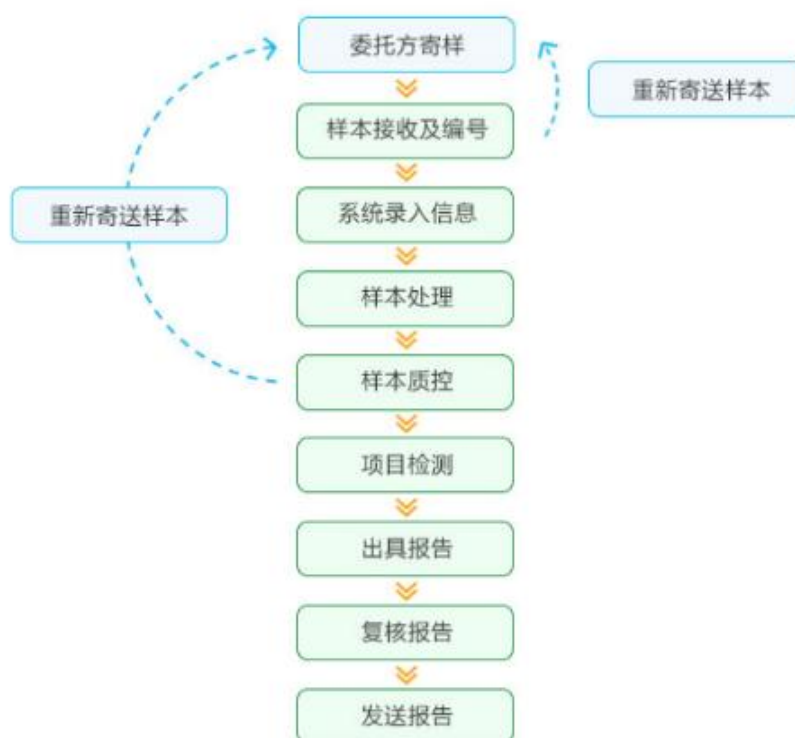 委托方寄样
重新寄送样本
样本接收及编号
重新寄送样本
系统录入信息
样本处理
样本质控
项目检测
出具报告
复核报告
发送报告